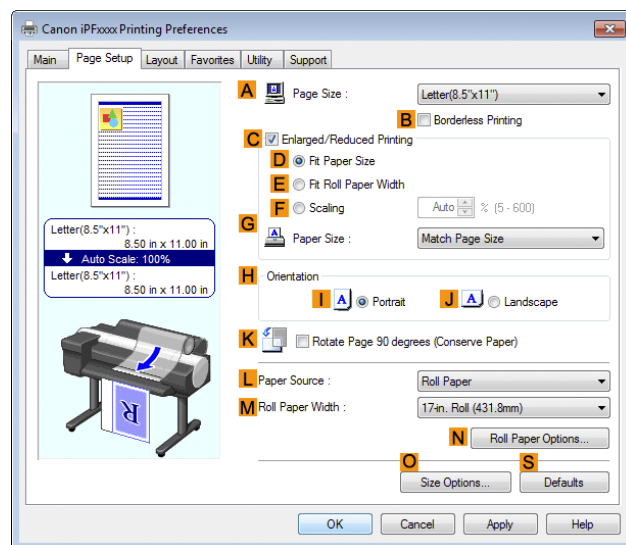 Canon iPFxxxx Printing Preferences
Main Page Setup Layout Favorites Utility Support
A Page Size : Letter(8.5"x11")
B Borderless Printing
C Enlarged/Reduced Printing
D Fit Paper Size
E Fit Roll Paper Width
F Scaling Auto % (5 - 600)
G Paper Size : Match Page Size
Letter(8.5"x11") :
8.50 in x 11.00 in
Auto Scale: 100%
Letter(8.5"x11") :
8.50 in x 11.00 in
H Orientation
I A Portrait J A Landscape
K Rotate Page 90 degrees (Conserve Paper)
L Paper Source : Roll Paper
M Roll Paper Width : 17-in. Roll (431.8mm)
R
N Roll Paper Options...
O S
Size Options... Defaults
OK Cancel Apply Help